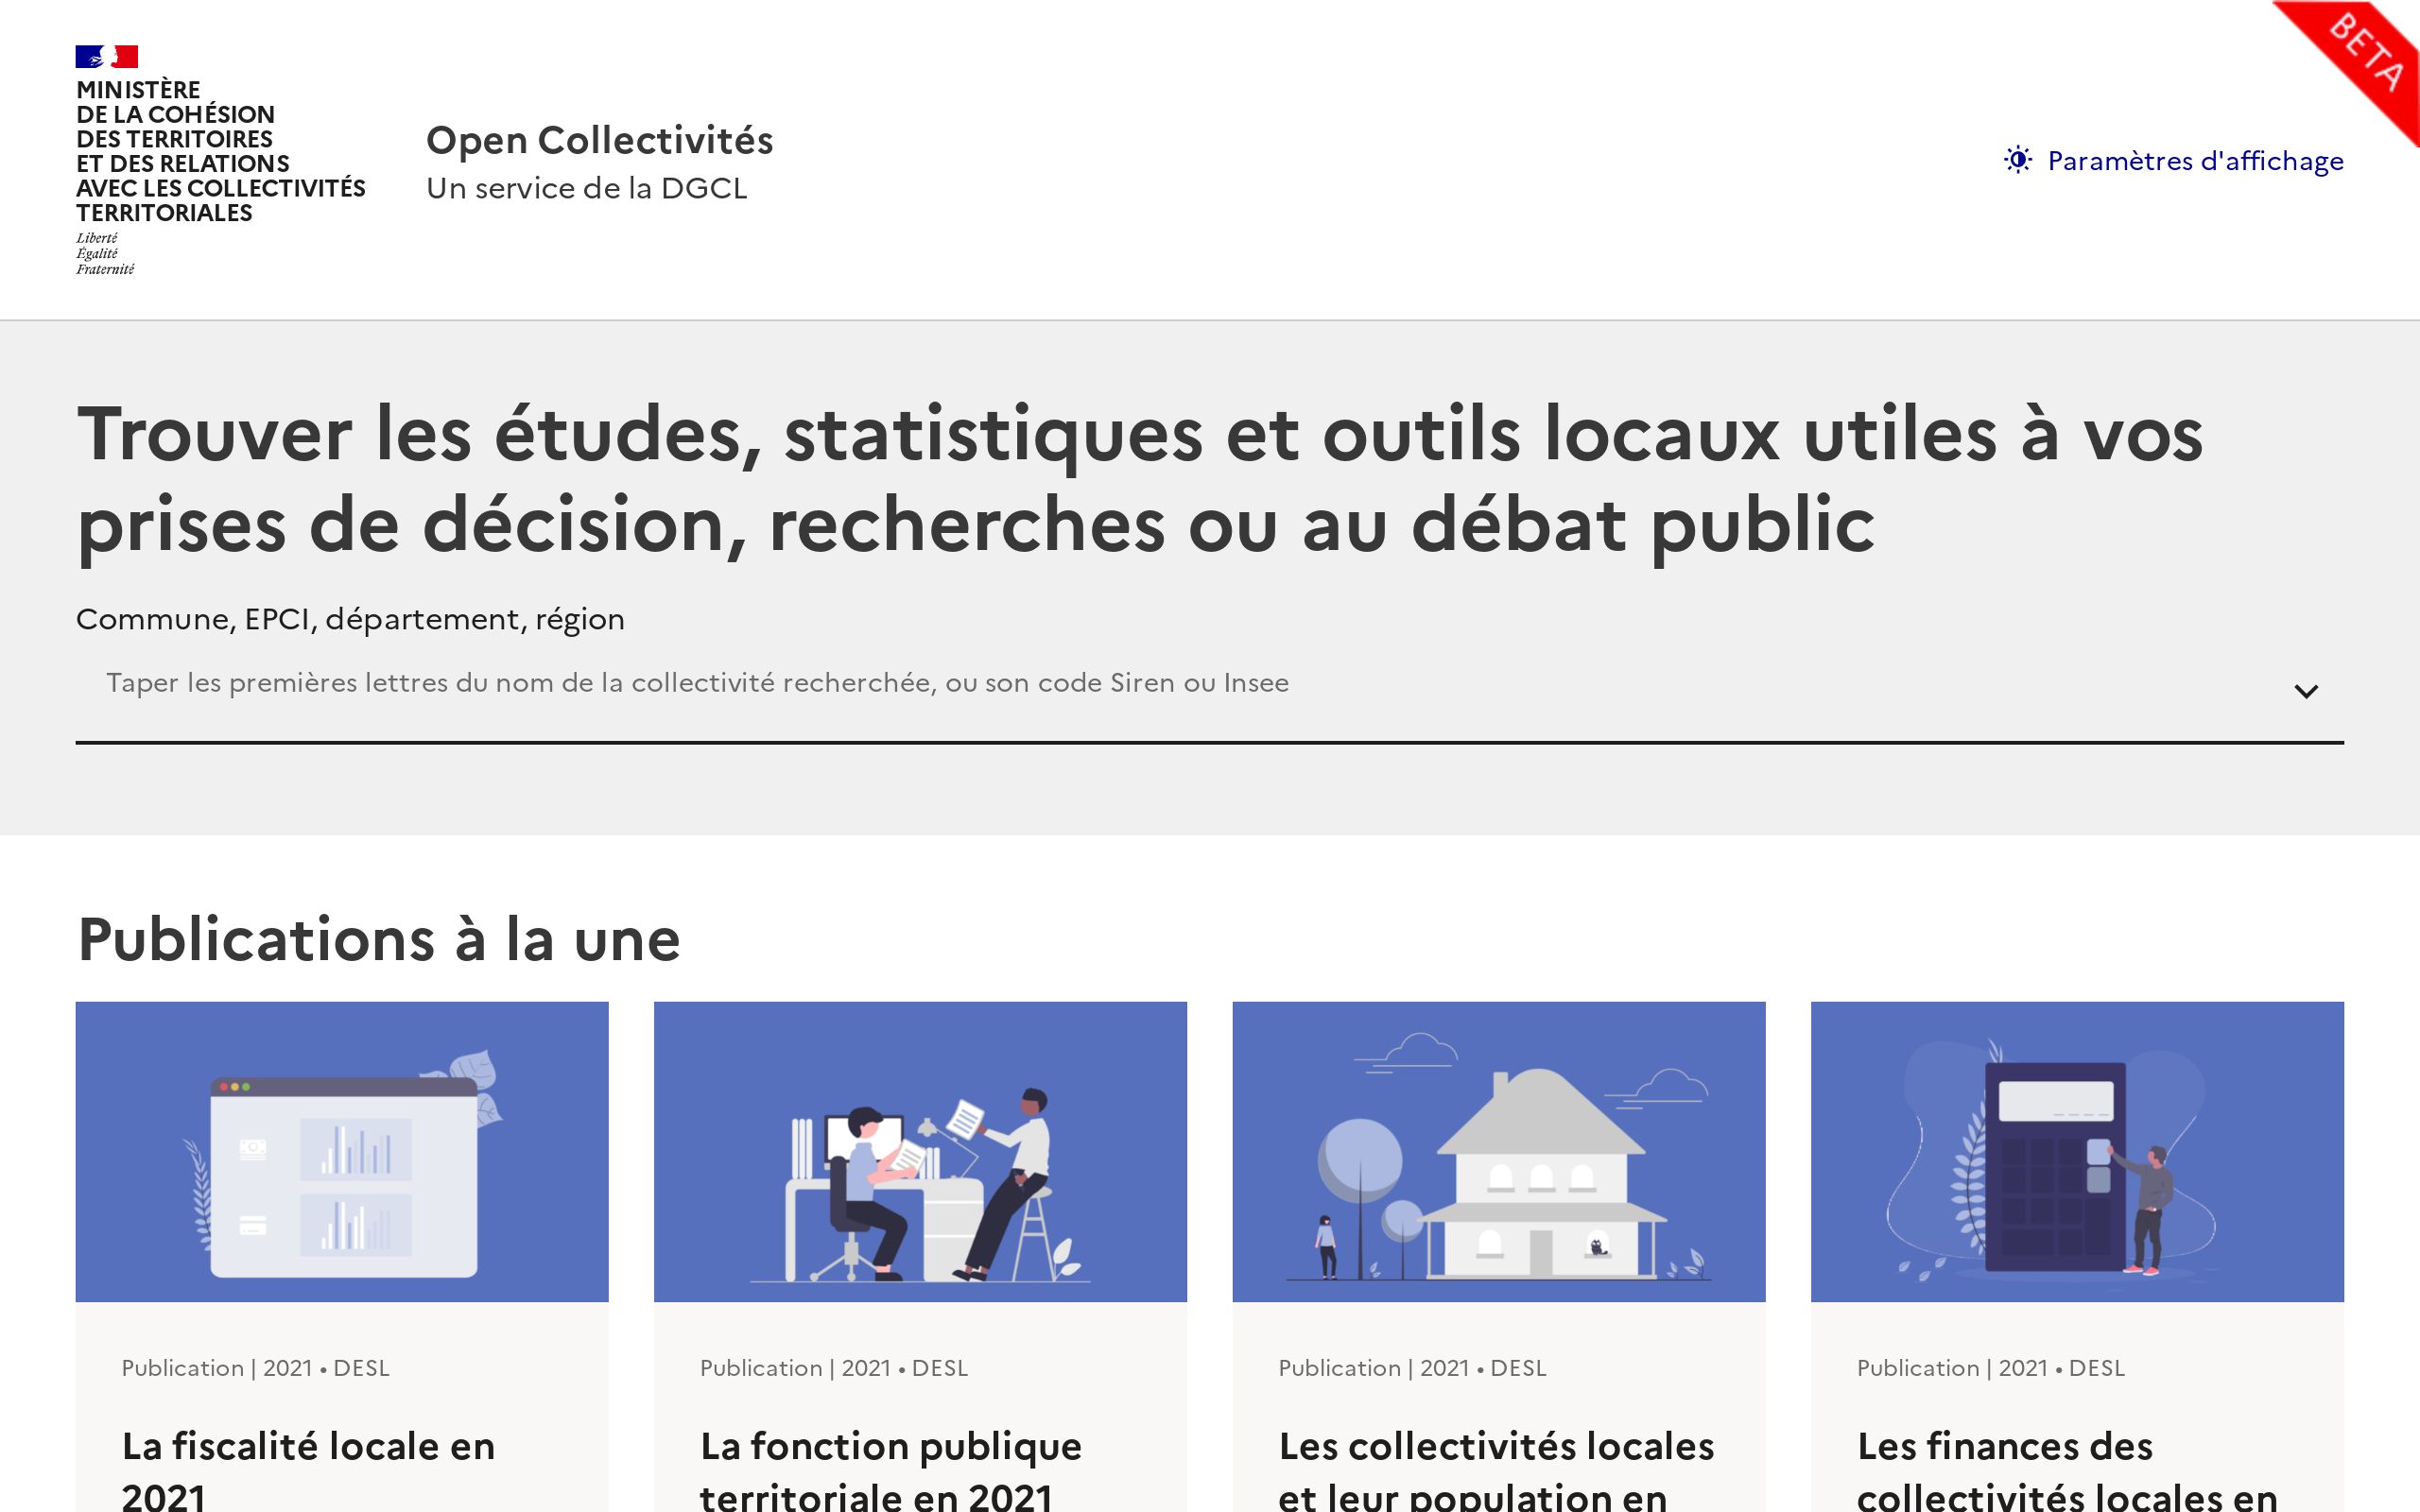 MINISTÈRE
DE LA COHÉSION
DES TERRITOIRES
ET DES RELATIONS
AVEC LES COLLECTIVITÉS
TERRITORIALES
Liberté
Égalité
Fraternité
Open Collectivités
Un service de la DGCL
Paramètres d'affichage
BETA
Trouver les études, statistiques et outils locaux utiles à vos
prises de décision, recherches ou au débat public
Commune, EPCI, département, région
Taper les premières lettres du nom de la collectivité recherchée, ou son code Siren ou Insee
Publications à la une
Publication | 2021 • DESL
La fiscalité locale en
2021
Publication | 2021 • DESL
La fonction publique
territoriale en 2021
Publication | 2021 • DESL
Les collectivités locales
et leur population en
Publication | 2021 • DESL
Les finances des
collectivités locales en